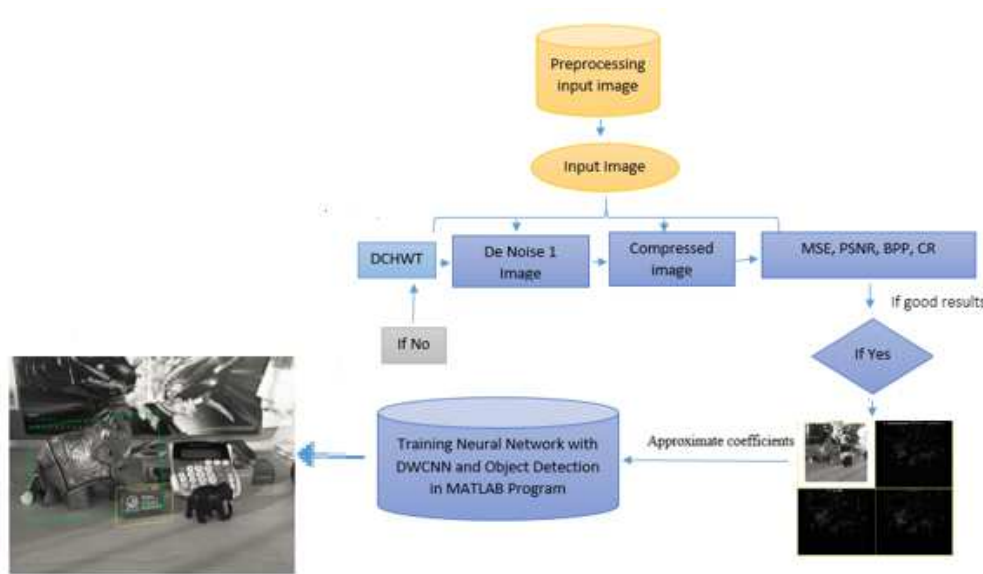 Preprocessing
input image
Input Image
DCHWT
De Noise 1
Image
Compressed
image
MSE, PSNR, BPP, CR
If good results
If No
If Yes
Approximate coefficients
Training Neural Network with
DWCNN and Object Detection
in MATLAB Program